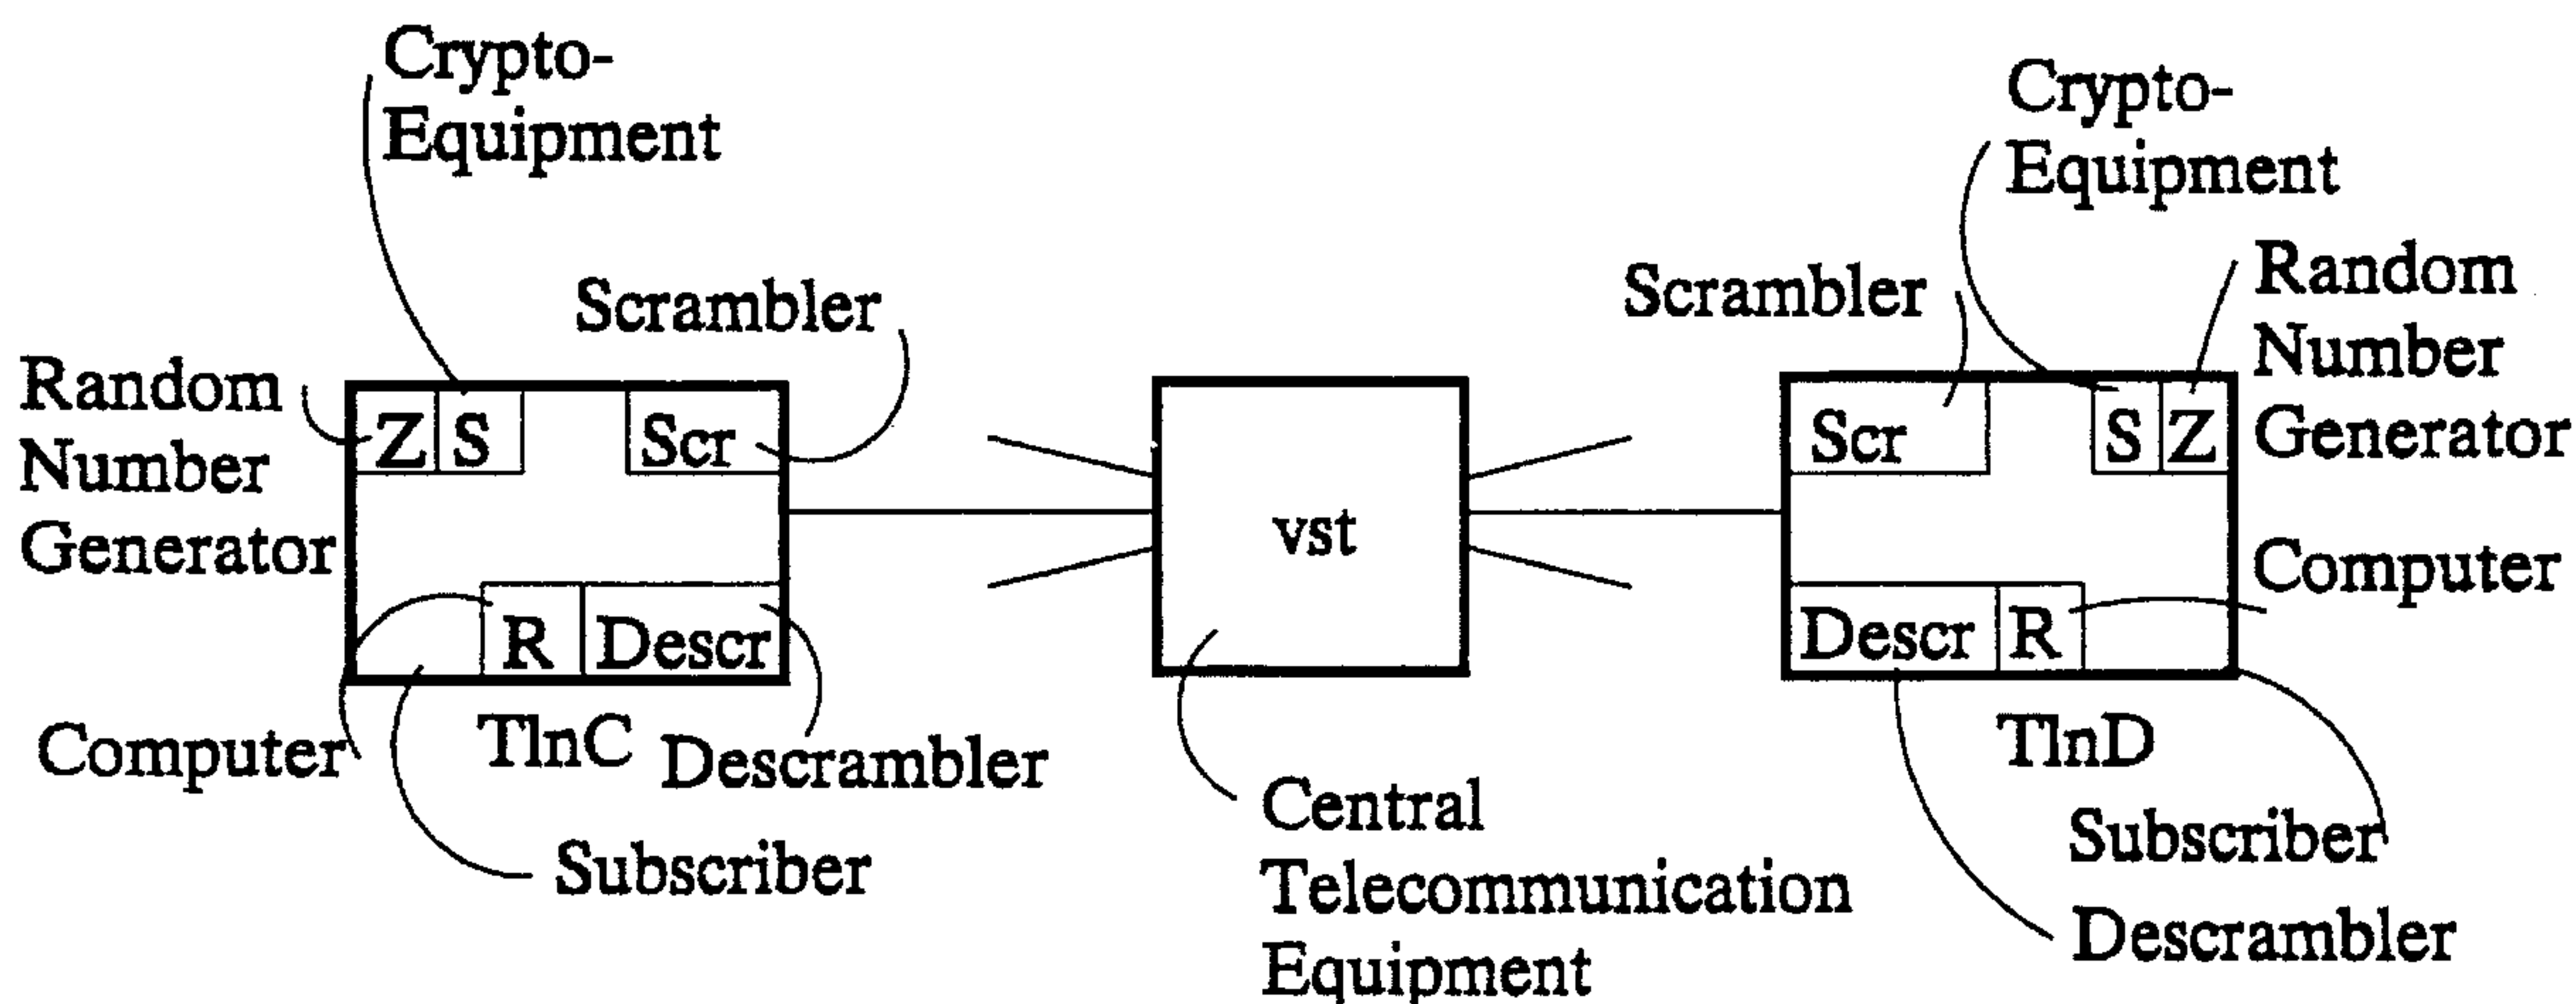 Crypto-
Equipment
Scrambler
Random
Number
Generator
Z S Scr
R Descr
Computer
TlnC
Descrambler
Subscriber
vst
Central
Telecommunication
Equipment
Crypto-
Equipment
Scrambler
Random
Number
Generator
Scr S Z
Computer
Descr R
TlnD
Subscriber
Descrambler